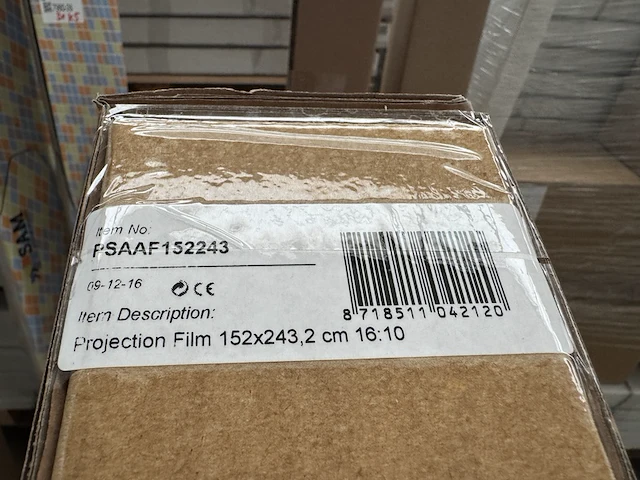 Item No:
PSAAF152243
09-12-16
CE
Item Description:
Projection Film 152x243,2 cm 16:10
8 718511 042120
SAM